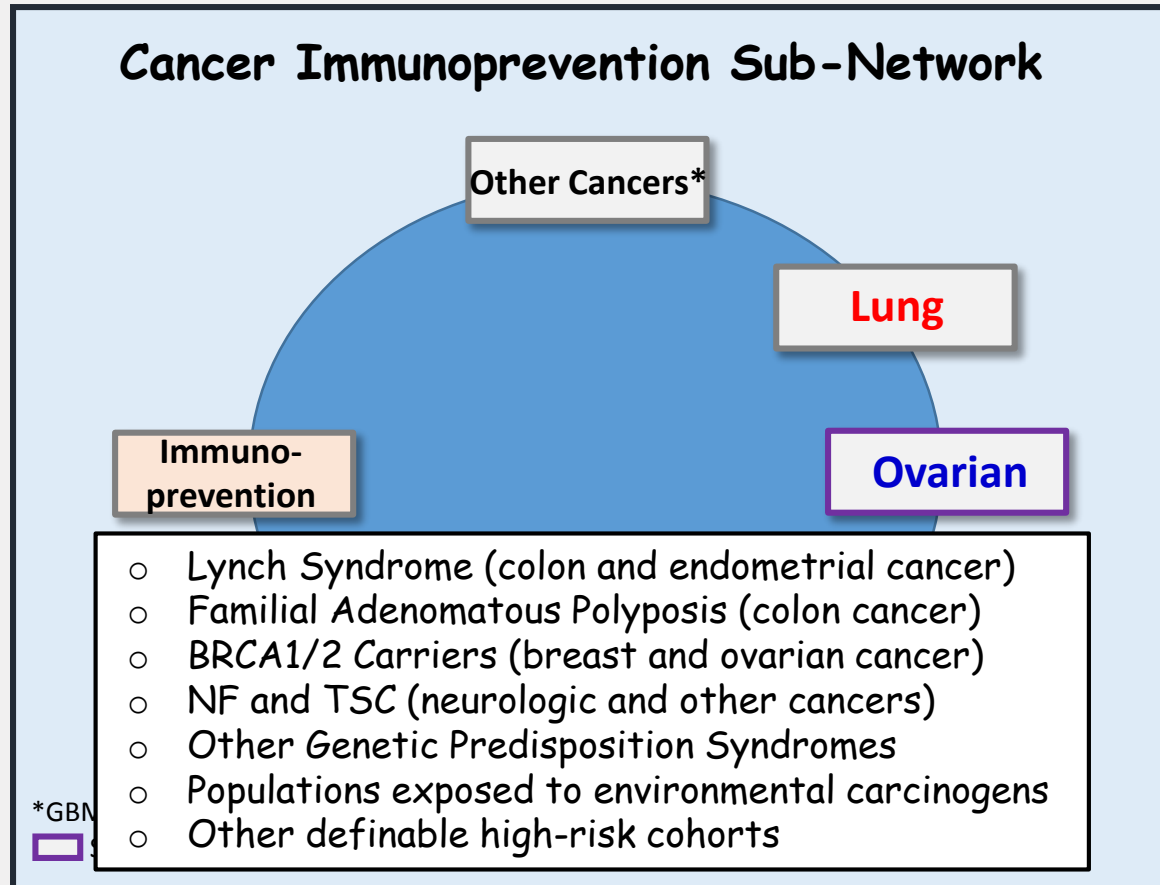 Cancer Immunoprevention Sub-Network
Other Cancers*
Lung
Immuno-
prevention
Ovarian
o Lynch Syndrome (colon and endometrial cancer)
o Familial Adenomatous Polyposis (colon cancer)
o BRCA1/2 Carriers (breast and ovarian cancer)
o NF and TSC (neurologic and other cancers)
o Other Genetic Predisposition Syndromes
o Populations exposed to environmental carcinogens
o Other definable high-risk cohorts
*GBM